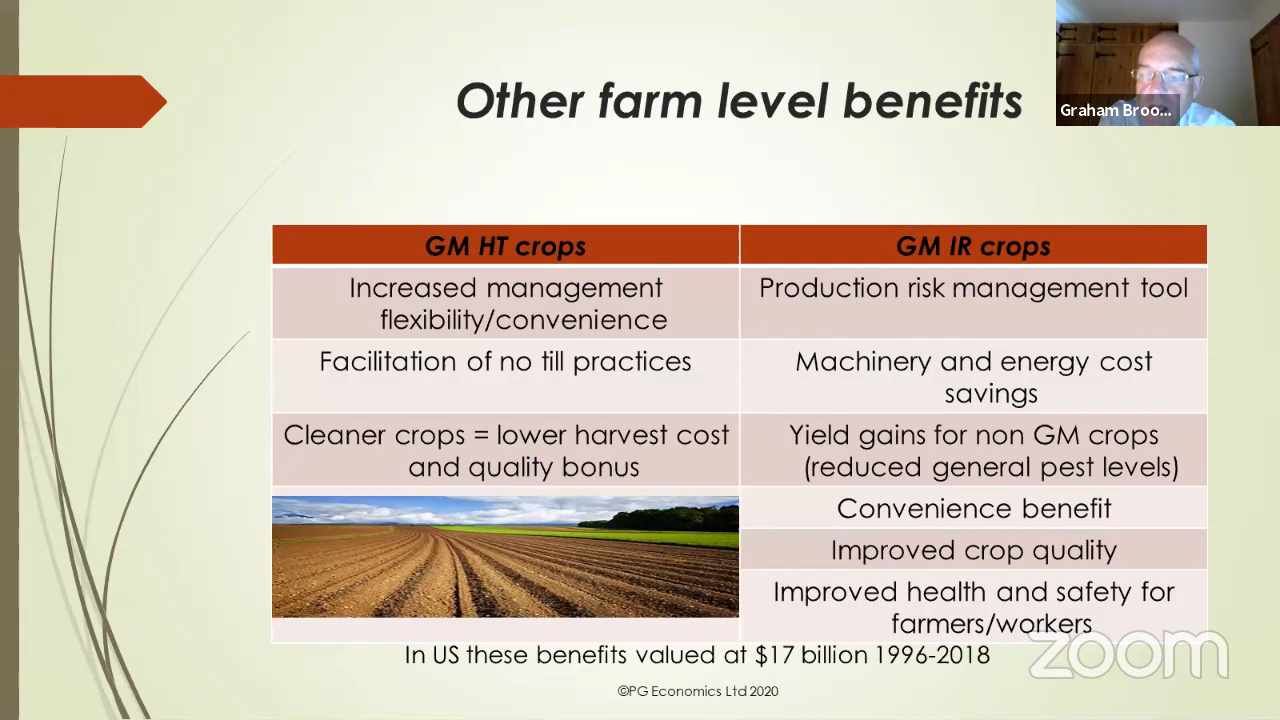 Other farm level benefits
Graham Broo...
GM HT crops
GM IR crops
Increased management
flexibility/convenience
Production risk management tool
Facilitation of no till practices
Machinery and energy cost
savings
Cleaner crops = lower harvest cost
and quality bonus
Yield gains for non GM crops
(reduced general pest levels)
Convenience benefit
Improved crop quality
Improved health and safety for
farmers/workers
In US these benefits valued at $17 billion 1996-2018
zoom
©PG Economics Ltd 2020